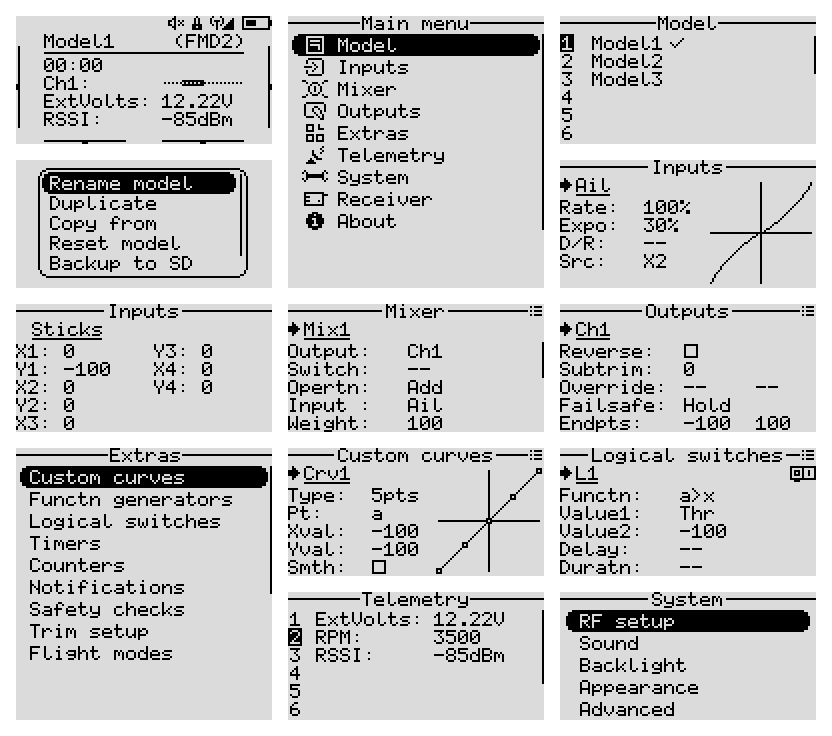 Model1 (FMD2)
00:00
Ch1:
ExtVolts: 12.22V
RSSI: -85dBm
Main menu
Model
Inputs
Mixer
Outputs
Extras
Telemetry
System
Receiver
About
Model
1 Model1
2 Model2
3 Model3
4
5
6
Rename model
Duplicate
Copy from
Reset model
Backup to SD
Inputs
Ail
Rate: 100%
Expo: 30%
D/R: --
Src: X2
Inputs
Sticks
X1: 0 Y3: 0
Y1: -100 X4: 0
X2: 0 Y4: 0
Y2: 0
X3: 0
Mixer
Mix1
Output: Ch1
Switch: --
Opertn: Add
Input : Ail
Weight: 100
Outputs
Ch1
Reverse:
Subtrim: 0
Override: -- --
Failsafe: Hold
Endpts: -100 100
Extras
Custom curves
Functn generators
Logical switches
Timers
Counters
Notifications
Safety checks
Trim setup
Flight modes
Custom curves
Crv1
Type: 5pts
Pt: a
Xval: -100
Yval: -100
Smth:
Logical switches
L1
Functn: a>x
Value1: Thr
Value2: -100
Delay: --
Duratn: --
Telemetry
1 ExtVolts: 12.22V
2 RPM: 3500
3 RSSI: -85dBm
4
5
6
System
RF setup
Sound
Backlight
Appearance
Advanced